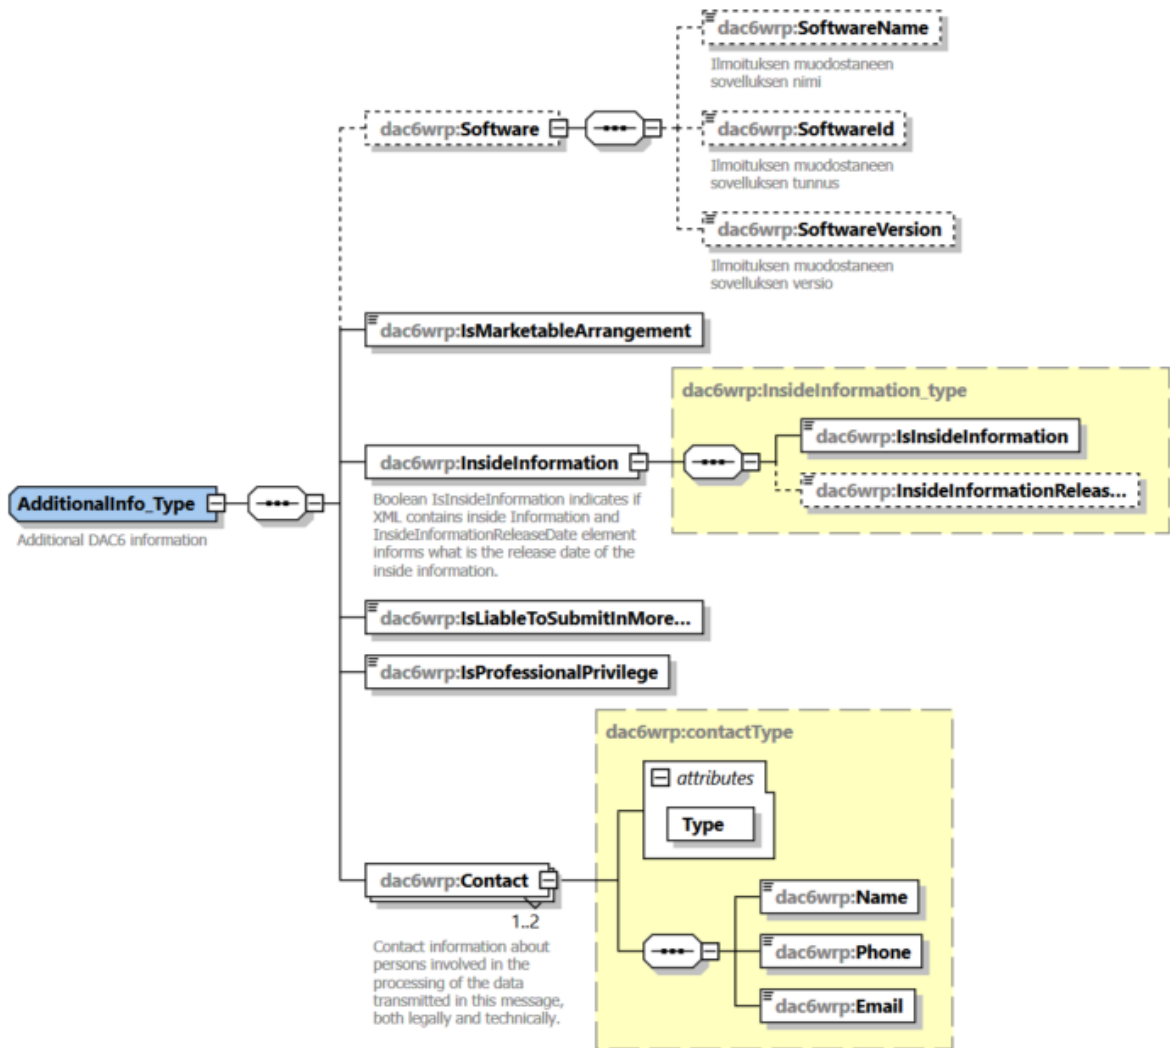 dac6wrp:SoftwareName
Ilmoituksen muodostaneen
sovelluksen nimi
dac6wrp:Software
dac6wrp:SoftwareId
Ilmoituksen muodostaneen
sovelluksen tunnus
dac6wrp:SoftwareVersion
Ilmoituksen muodostaneen
sovelluksen versio
dac6wrp:IsMarketableArrangement
dac6wrp:InsideInformation_type
dac6wrp:IsInsideInformation
dac6wrp:InsideInformation
dac6wrp:InsideInformationReleas...
Boolean IsInsideInformation indicates if
XML contains inside Information and
InsideInformationReleaseDate element
informs what is the release date of the
inside information.
AdditionalInfo_Type
Additional DAC6 information
dac6wrp:IsLiableToSubmitInMore...
dac6wrp:IsProfessionalPrivilege
dac6wrp:contactType
attributes
Type
dac6wrp:Contact
1..2
Contact information about
persons involved in the
processing of the data
transmitted in this message,
both legally and technically.
dac6wrp:Name
dac6wrp:Phone
dac6wrp:Email